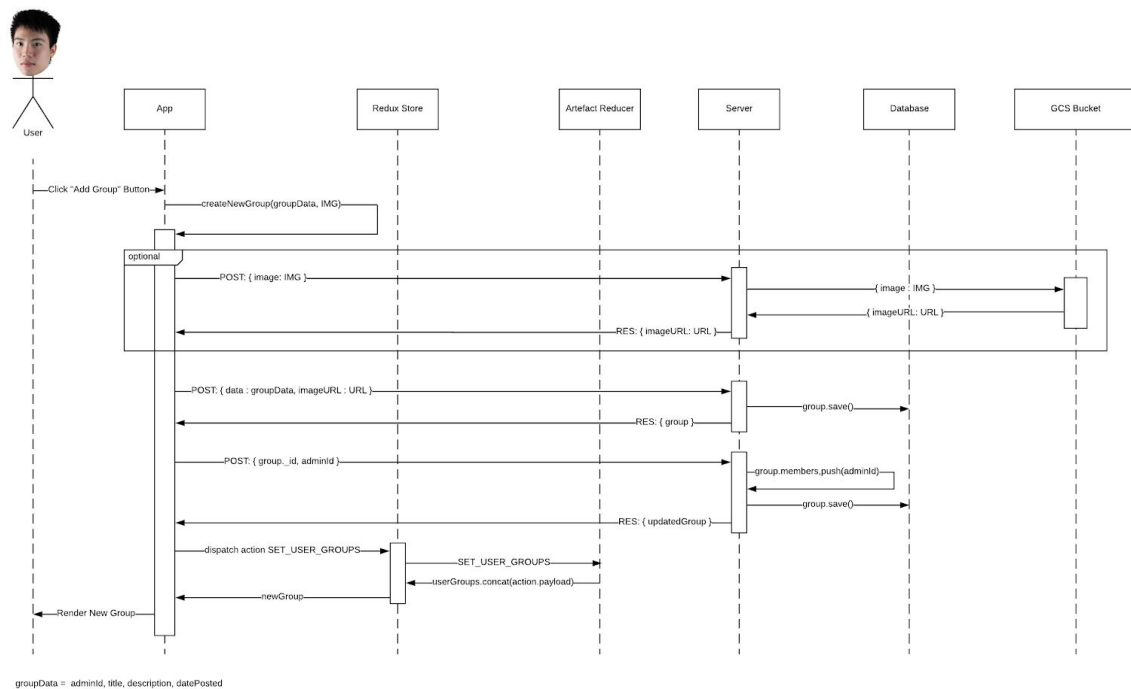 App
Redux Store
Artefact Reducer
Server
Database
GCS Bucket
User
Click "Add Group" Button
createNewGroup(groupData, IMG)
optional
POST: { image: IMG }
{ image : IMG }
{ imageURL: URL }
RES: { imageURL: URL }
POST: { data : groupData, imageURL : URL }
group.save()
RES: { group }
POST: { group._id, adminId }
group.members,push(adminId)
group.save()
RES: { updatedGroup }
dispatch action SET_USER_GROUPS
SET_USER_GROUPS
userGroups.concat(action.payload)
newGroup
Render New Group
groupData = adminId, title, description, datePosted